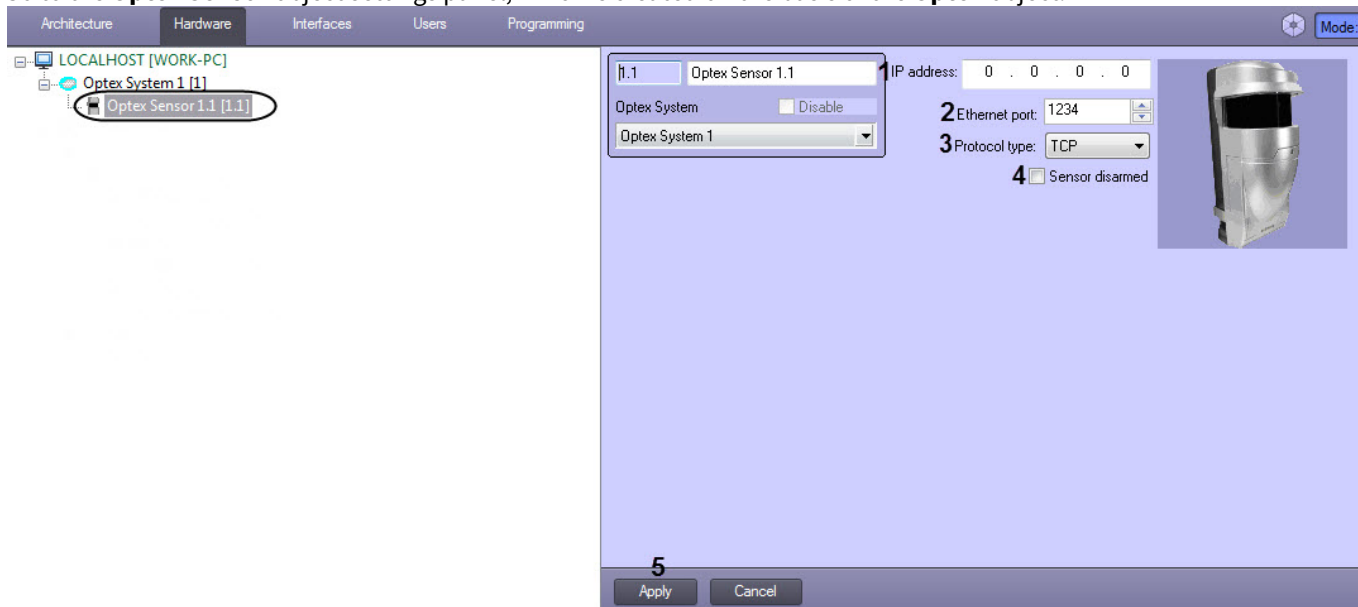 Architecture Hardware Interfaces Users Programming Mode:
LOCALHOST [WORK-PC]
Optex System 1 [1]
Optex Sensor 1.1 [1.1]
1.1 Optex Sensor 1.1
Optex System Disable
Optex System 1
1 IP address: 0 . 0 . 0 . 0
2 Ethernet port: 1234
3 Protocol type: TCP
4 Sensor disarmed
5
Apply Cancel